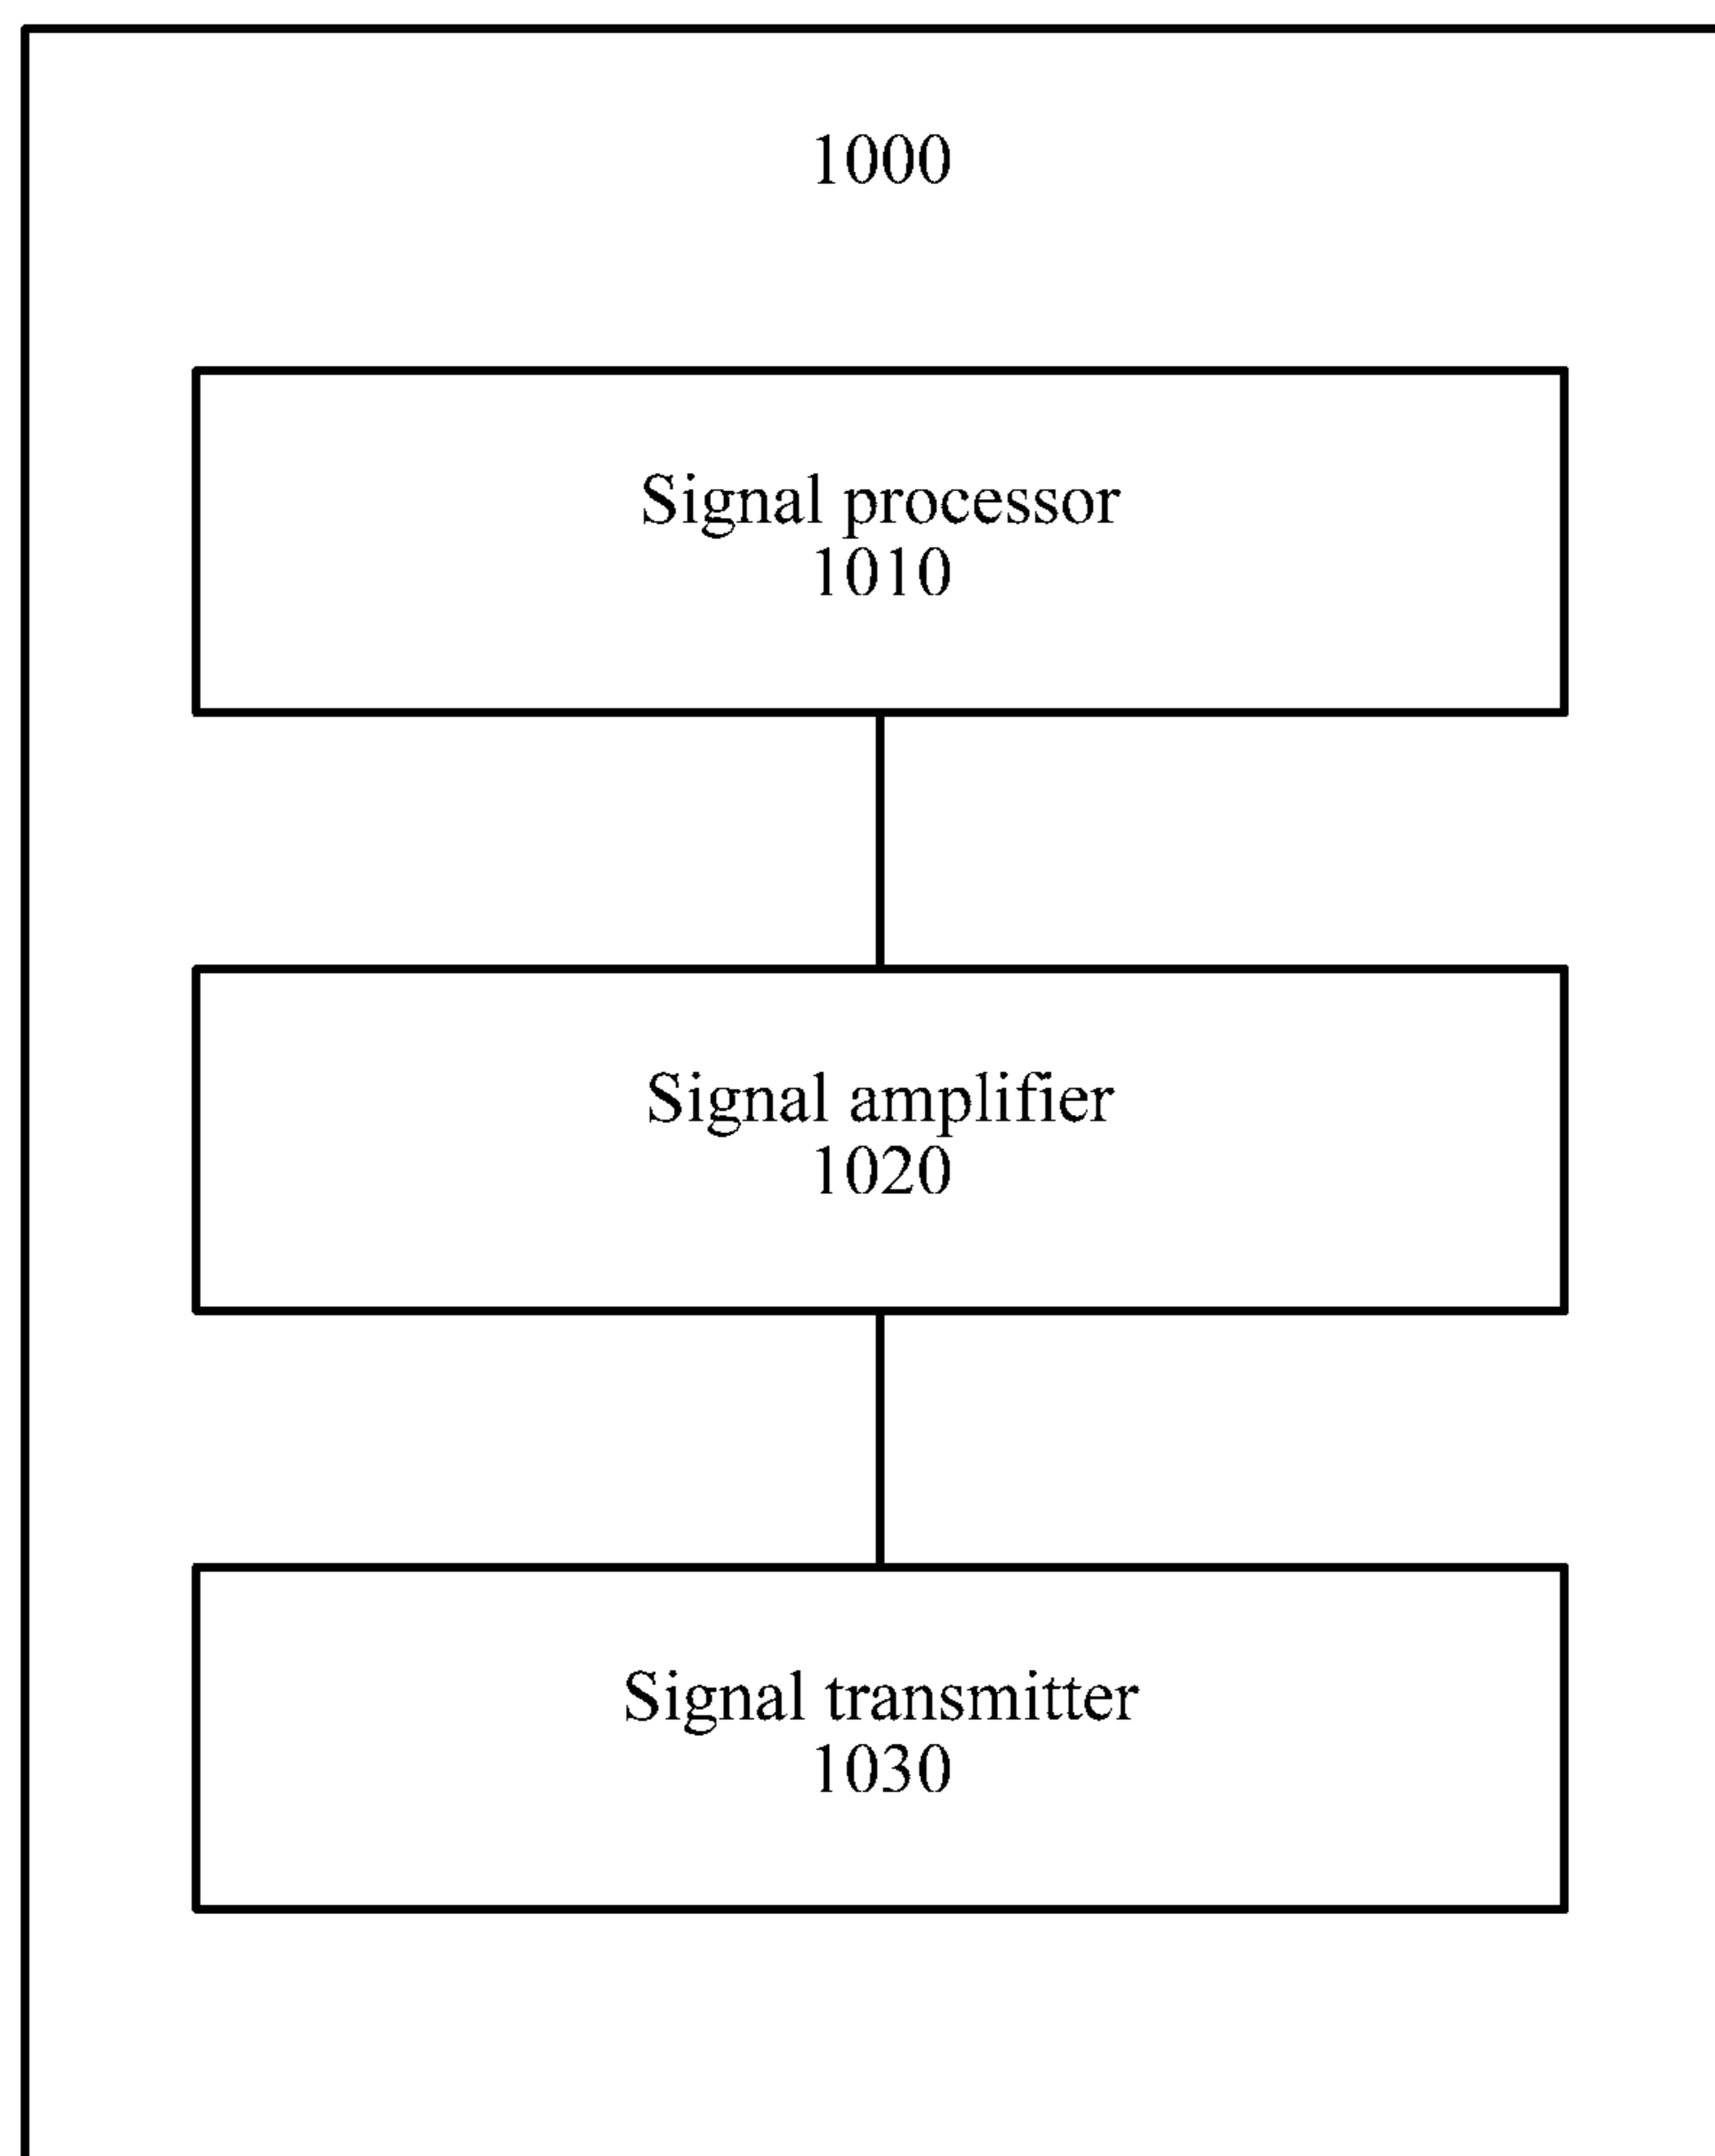 1000
Signal processor
1010
Signal amplifier
1020
Signal transmitter
1030